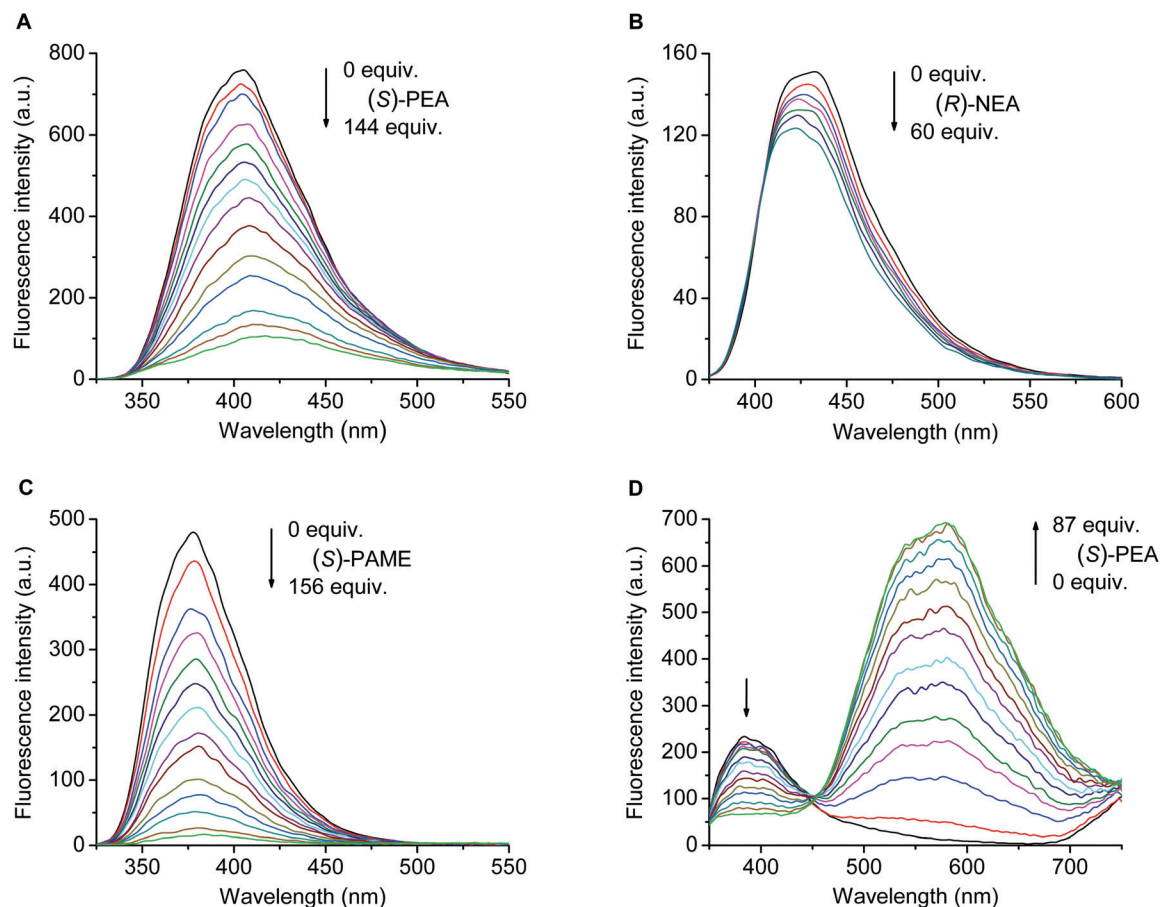 A
800
700
600
500
400
300
200
100
0
Fluorescence intensity (a.u.)
0 equiv.
(S)-PEA
144 equiv.
350 400 450 500 550
Wavelength (nm)
B
160
120
80
40
0
Fluorescence intensity (a.u.)
0 equiv.
(R)-NEA
60 equiv.
400 450 500 550 600
Wavelength (nm)
C
500
400
300
200
100
0
Fluorescence intensity (a.u.)
0 equiv.
(S)-PAME
156 equiv.
350 400 450 500 550
Wavelength (nm)
D
700
600
500
400
300
200
100
0
Fluorescence intensity (a.u.)
87 equiv.
(S)-PEA
0 equiv.
400 500 600 700
Wavelength (nm)